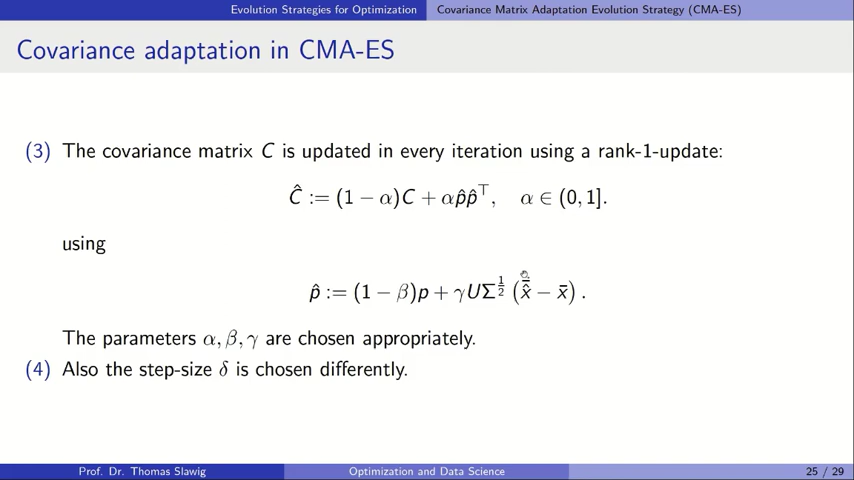 Evolution Strategies for Optimization Covariance Matrix Adaptation Evolution Strategy (CMA-ES)
Covariance adaptation in CMA-ES
(3) The covariance matrix C is updated in every iteration using a rank-1-update:
Ĉ := (1 − α)C + αp̂p̂⊤, α ∈ (0, 1].
using
p̂ := (1 − β)p + γUΣ^{1/2} (x̄̂ − x̄) .
The parameters α, β, γ are chosen appropriately.
(4) Also the step-size δ is chosen differently.
Prof. Dr. Thomas Slawig Optimization and Data Science 25 / 29